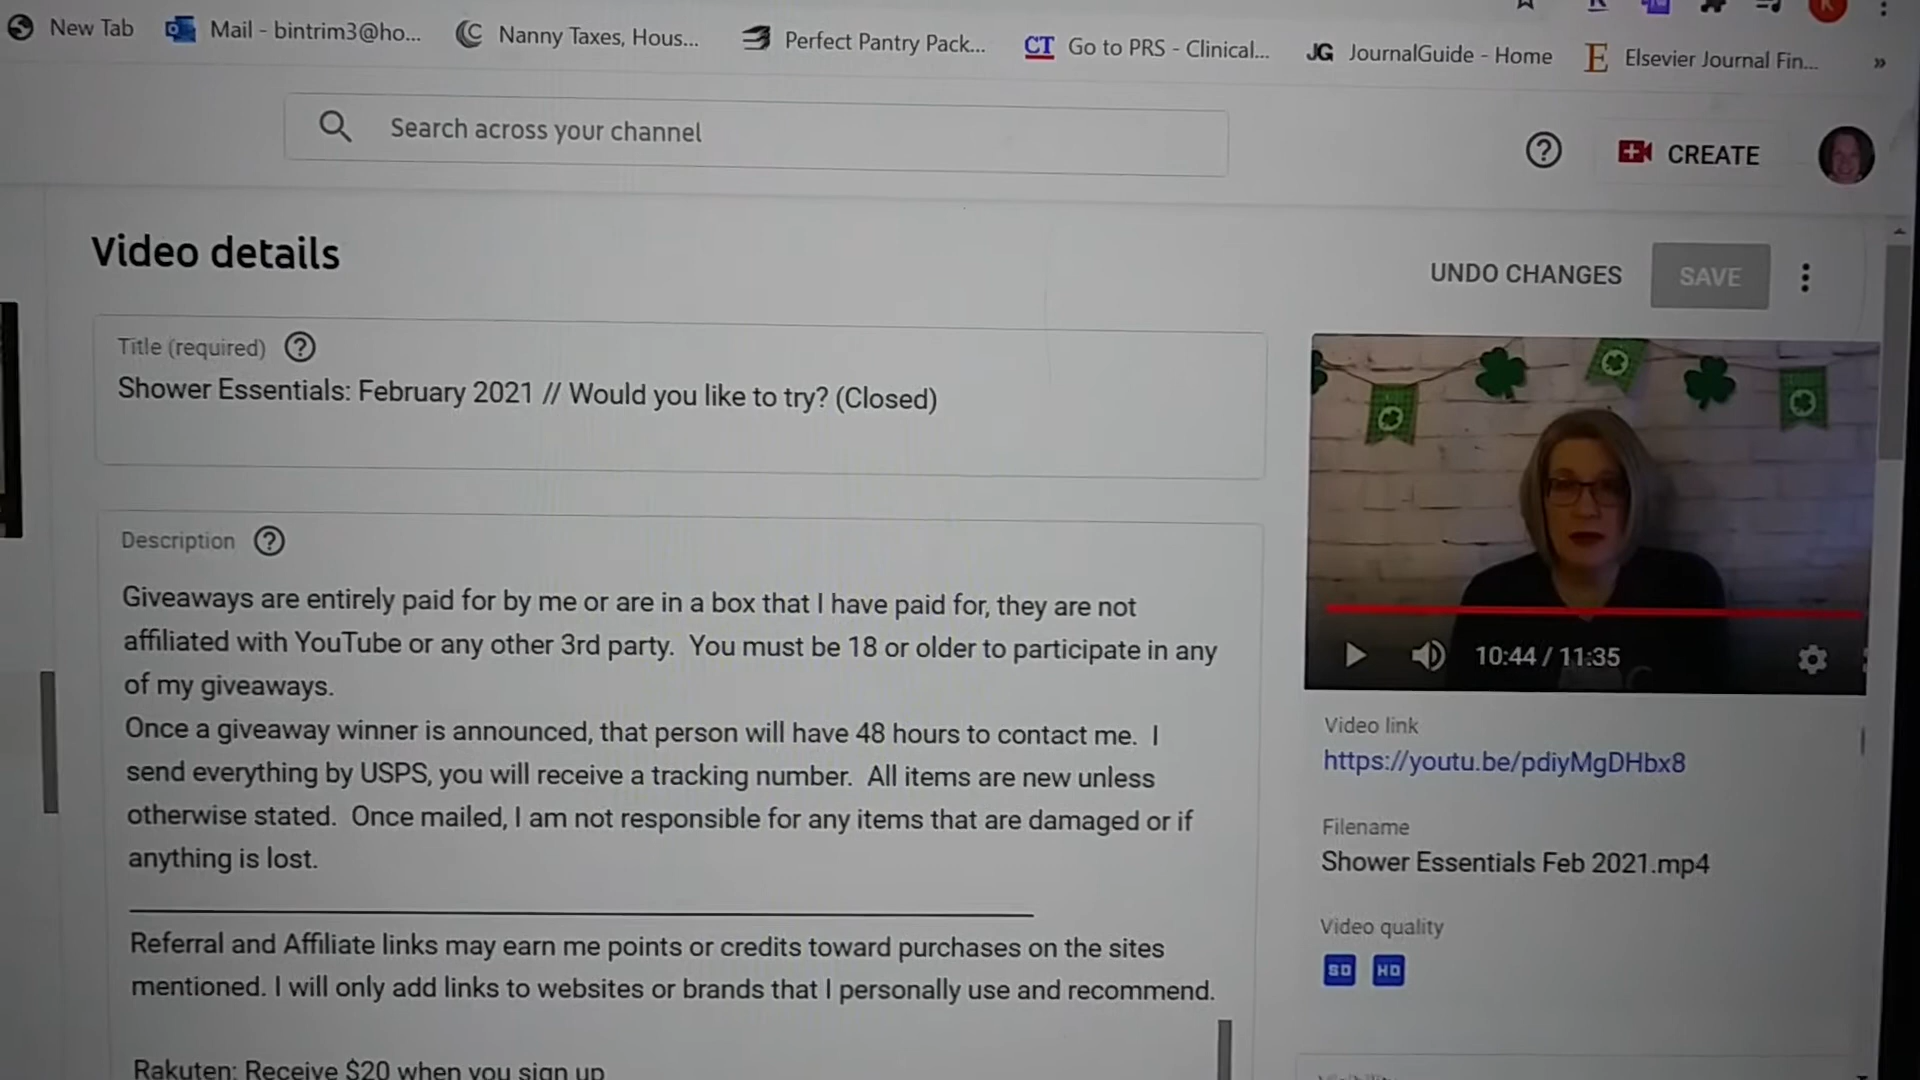 New Tab
Mail - bintrim3@ho...
Nanny Taxes, Hous...
Perfect Pantry Pack...
CT Go to PRS - Clinical...
JG JournalGuide - Home
E Elsevier Journal Fin...
»
Search across your channel
CREATE
Video details
UNDO CHANGES
SAVE
Title (required)
Shower Essentials: February 2021 // Would you like to try? (Closed)
Description
Giveaways are entirely paid for by me or are in a box that I have paid for, they are not
affiliated with YouTube or any other 3rd party.  You must be 18 or older to participate in any
of my giveaways.
Once a giveaway winner is announced, that person will have 48 hours to contact me.  I
send everything by USPS, you will receive a tracking number.  All items are new unless
otherwise stated.  Once mailed, I am not responsible for any items that are damaged or if
anything is lost.
Referral and Affiliate links may earn me points or credits toward purchases on the sites
mentioned. I will only add links to websites or brands that I personally use and recommend.
Rakuten: Receive $20 when you sign up
10:44 / 11:35
Video link
https://youtu.be/pdiyMgDHbx8
Filename
Shower Essentials Feb 2021.mp4
Video quality
SD HD